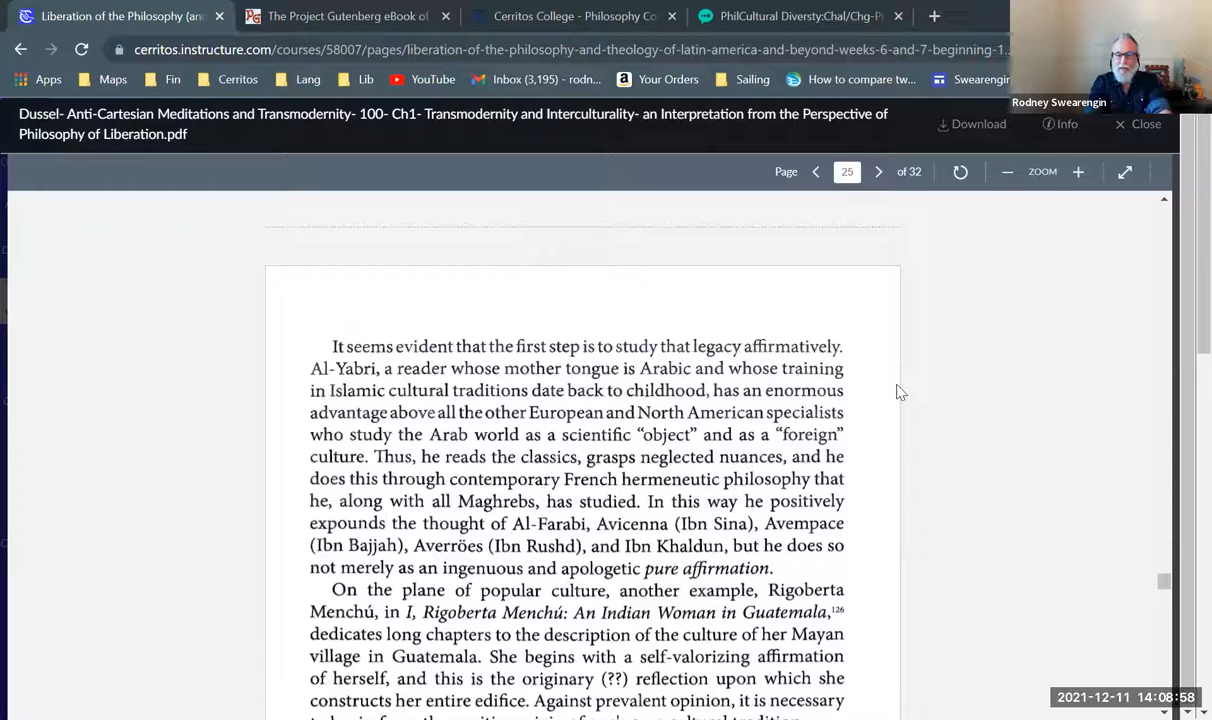 Liberation of the Philosophy (and
The Project Gutenberg eBook of
Cerritos College - Philosophy Co
PhilCultural Diversty:Chal/Chg-P
cerritos.instructure.com/courses/58007/pages/liberation-of-the-philosophy-and-theology-of-latin-america-and-beyond-weeks-6-and-7-beginning-1...
Apps Maps Fin Cerritos Lang Lib YouTube Inbox (3,195) - rodn... Your Orders Sailing How to compare tw... Swearengin
Rodney Swearengin
Dussel- Anti-Cartesian Meditations and Transmodernity- 100- Ch1- Transmodernity and Interculturality- an Interpretation from the Perspective of
Philosophy of Liberation.pdf
Download Info Close
Page 25 of 32 ZOOM
It seems evident that the first step is to study that legacy affirmatively.
Al-Yabri, a reader whose mother tongue is Arabic and whose training
in Islamic cultural traditions date back to childhood, has an enormous
advantage above all the other European and North American specialists
who study the Arab world as a scientific “object” and as a “foreign”
culture. Thus, he reads the classics, grasps neglected nuances, and he
does this through contemporary French hermeneutic philosophy that
he, along with all Maghrebs, has studied. In this way he positively
expounds the thought of Al-Farabi, Avicenna (Ibn Sina), Avempace
(Ibn Bajjah), Averröes (Ibn Rushd), and Ibn Khaldun, but he does so
not merely as an ingenuous and apologetic pure affirmation.
On the plane of popular culture, another example, Rigoberta
Menchú, in I, Rigoberta Menchú: An Indian Woman in Guatemala,126
dedicates long chapters to the description of the culture of her Mayan
village in Guatemala. She begins with a self-valorizing affirmation
of herself, and this is the originary (??) reflection upon which she
constructs her entire edifice. Against prevalent opinion, it is necessary
2021-12-11 14:08:58